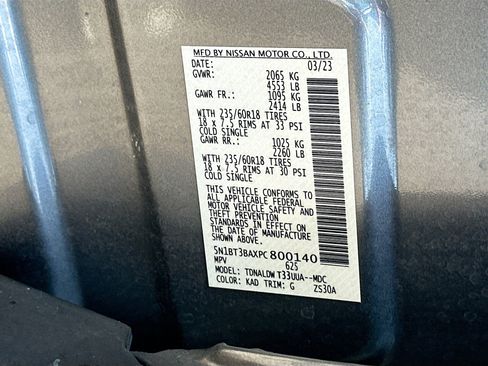 MFD BY NISSAN MOTOR CO., LTD.
DATE: 03/23
GVWR: 2065 KG
4553 LB
GAWR FR.: 1095 KG
2414 LB
WITH 235/60R18 TIRES
18 x 7.5 RIMS AT 33 PSI
COLD SINGLE
GAWR RR.: 1025 KG
2260 LB
WITH 235/60R18 TIRES
18 x 7.5 RIMS AT 30 PSI
COLD SINGLE
THIS VEHICLE CONFORMS TO
ALL APPLICABLE FEDERAL
MOTOR VEHICLE SAFETY AND
THEFT PREVENTION
STANDARDS IN EFFECT ON
DATE OF MANUFACTURE
SHOWN ABOVE.
5N1BT3BAXPC800140
MPV 625
TYPE: TDNALDWT33UUA--MDC
COLOR: KAD TRIM: G ZS30A